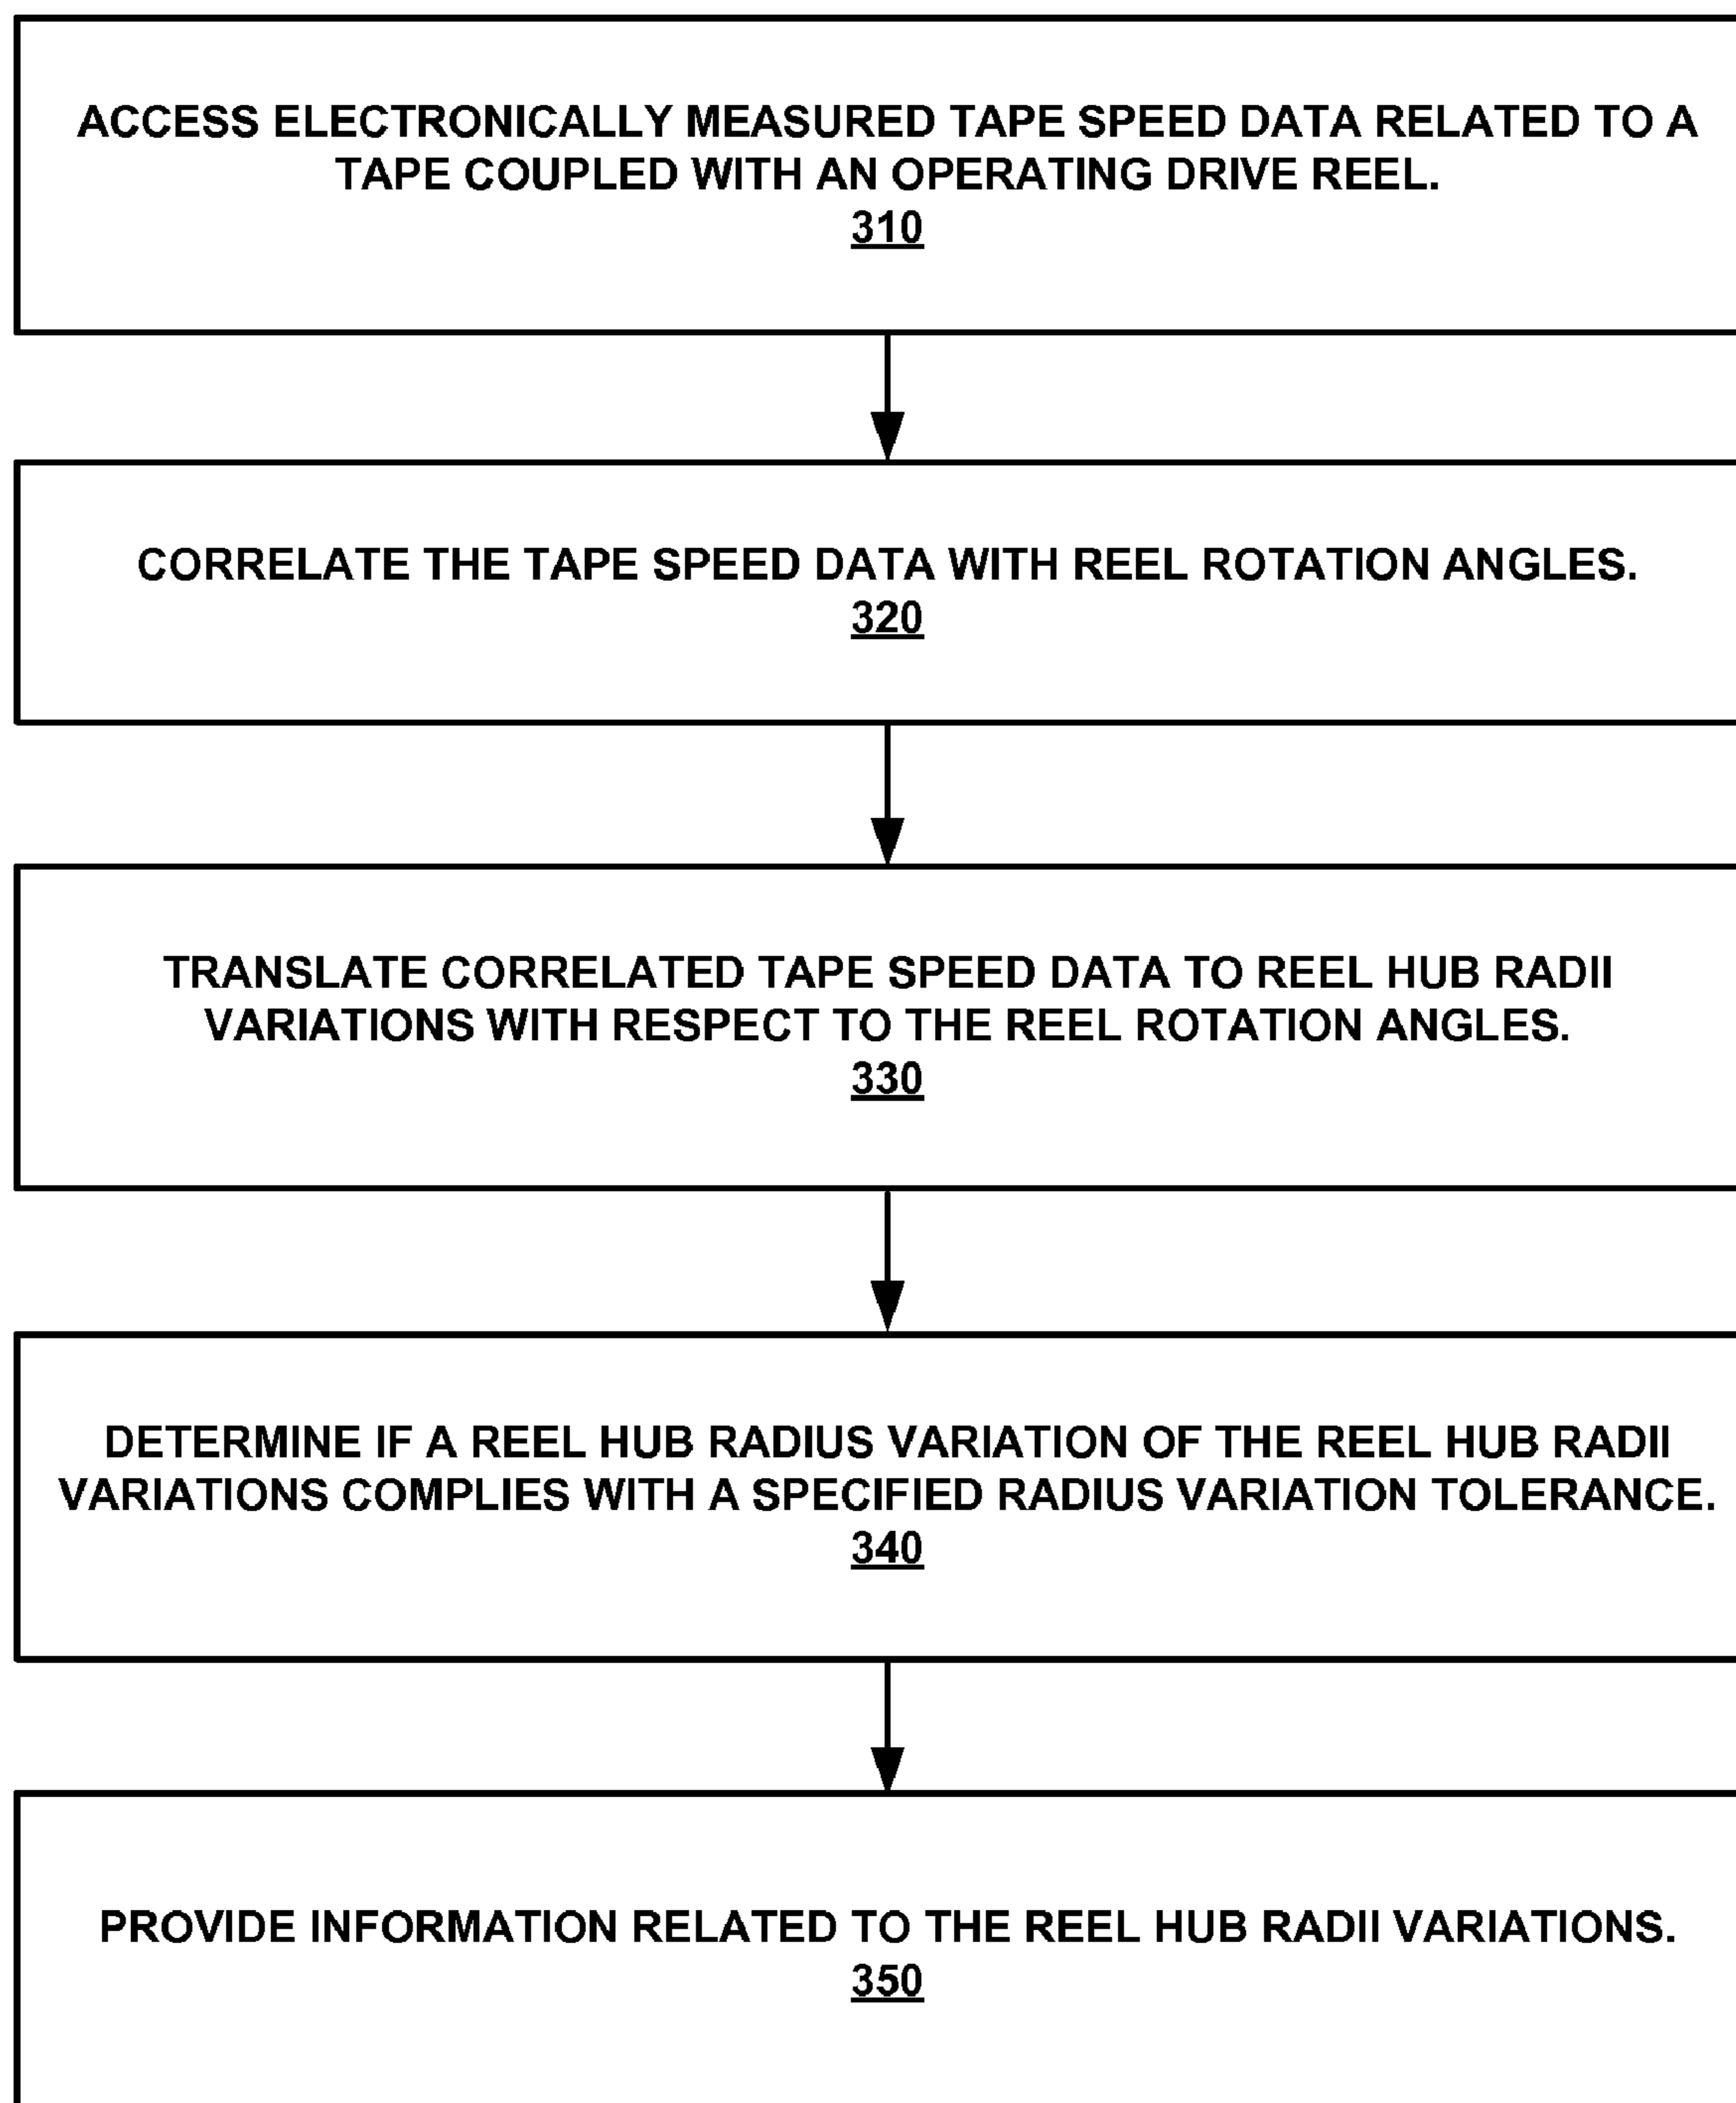 ACCESS ELECTRONICALLY MEASURED TAPE SPEED DATA RELATED TO A
TAPE COUPLED WITH AN OPERATING DRIVE REEL.
310
CORRELATE THE TAPE SPEED DATA WITH REEL ROTATION ANGLES.
320
TRANSLATE CORRELATED TAPE SPEED DATA TO REEL HUB RADII
VARIATIONS WITH RESPECT TO THE REEL ROTATION ANGLES.
330
DETERMINE IF A REEL HUB RADIUS VARIATION OF THE REEL HUB RADII
VARIATIONS COMPLIES WITH A SPECIFIED RADIUS VARIATION TOLERANCE.
340
PROVIDE INFORMATION RELATED TO THE REEL HUB RADII VARIATIONS.
350